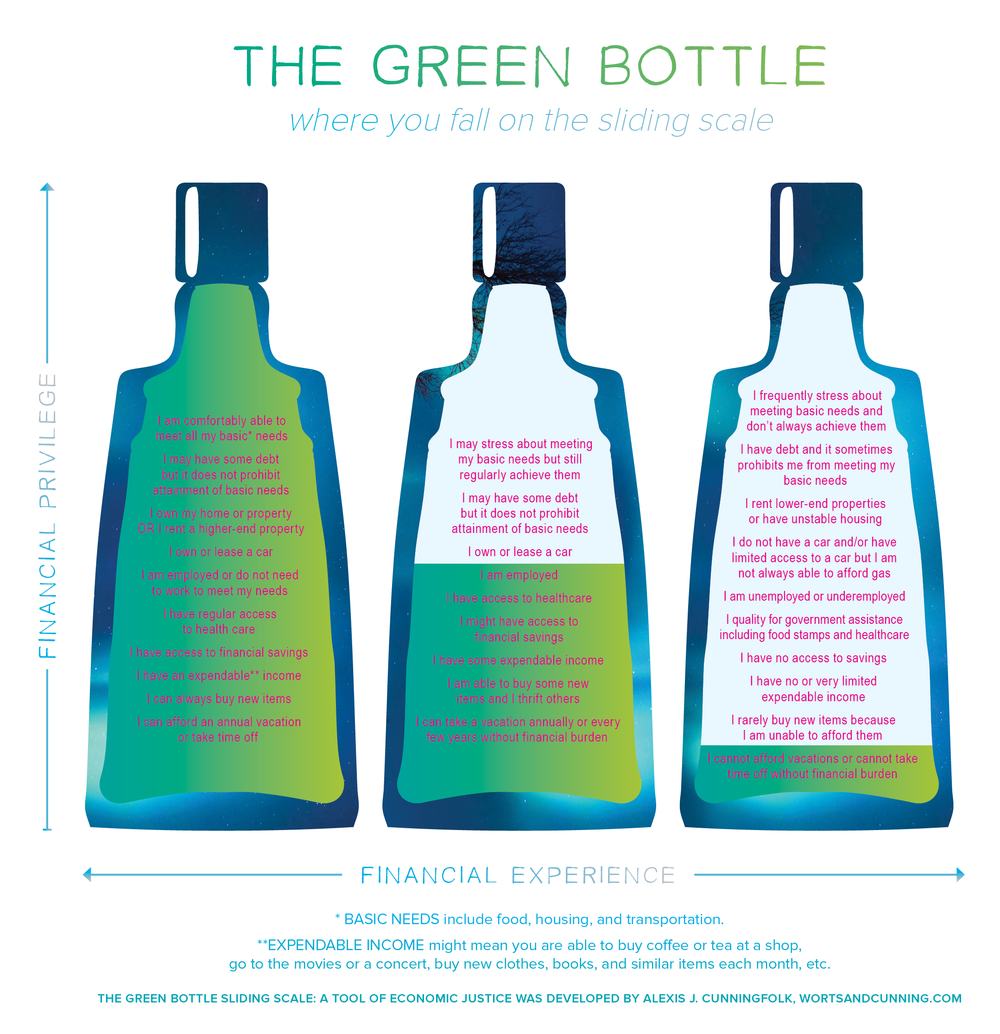 THE GREEN BOTTLE
where you fall on the sliding scale
FINANCIAL PRIVILEGE
I am comfortably able to
meet all my basic* needs
I may have some debt
but it does not prohibit
attainment of basic needs
I own my home or property
OR I rent a higher-end property
I own or lease a car
I am employed or do not need
to work to meet my needs
I have regular access
to health care
I have access to financial savings
I have an expendable** income
I can always buy new items
I can afford an annual vacation
or take time off
I may stress about meeting
my basic needs but still
regularly achieve them
I may have some debt
but it does not prohibit
attainment of basic needs
I own or lease a car
I am employed
I have access to healthcare
I might have access to
financial savings
I have some expendable income
I am able to buy some new
items and I thrift others
I can take a vacation annually or every
few years without financial burden
I frequently stress about
meeting basic needs and
don't always achieve them
I have debt and it sometimes
prohibits me from meeting my
basic needs
I rent lower-end properties
or have unstable housing
I do not have a car and/or have
limited access to a car but I am
not always able to afford gas
I am unemployed or underemployed
I quality for government assistance
including food stamps and healthcare
I have no access to savings
I have no or very limited
expendable income
I rarely buy new items because
I am unable to afford them
I cannot afford vacations or cannot take
time off without financial burden
FINANCIAL EXPERIENCE
* BASIC NEEDS include food, housing, and transportation.
**EXPENDABLE INCOME might mean you are able to buy coffee or tea at a shop,
go to the movies or a concert, buy new clothes, books, and similar items each month, etc.
THE GREEN BOTTLE SLIDING SCALE: A TOOL OF ECONOMIC JUSTICE WAS DEVELOPED BY ALEXIS J. CUNNINGFOLK, WORTSANDCUNNING.COM